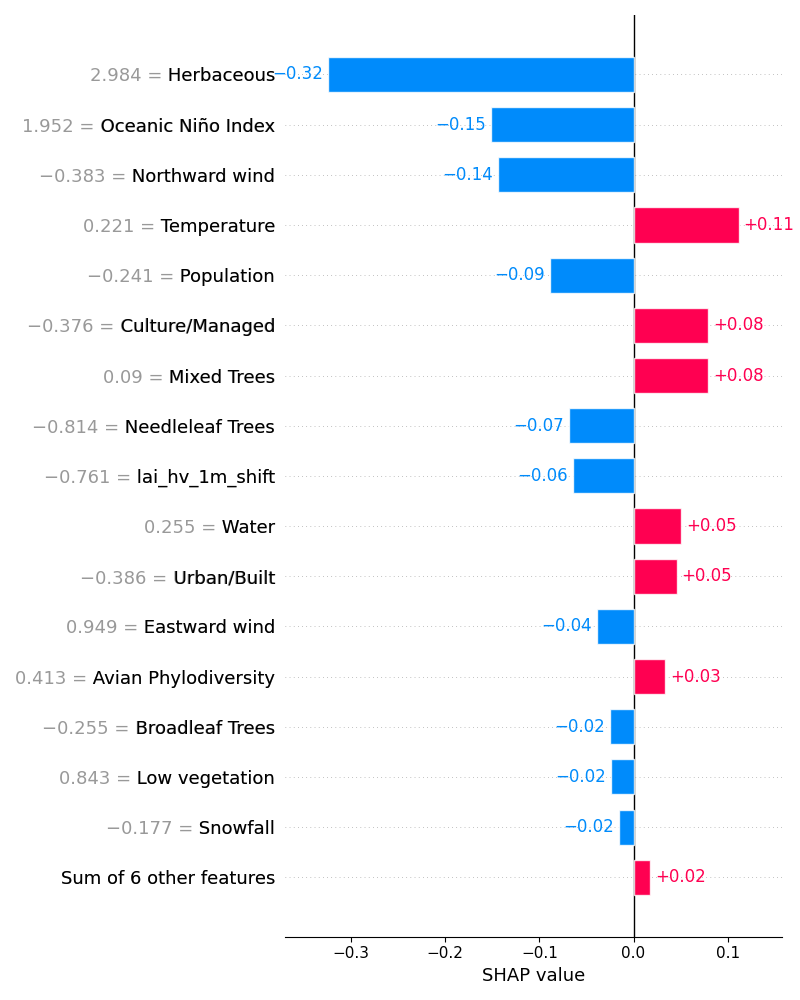 2.984 = Herbaceous −0.32
1.952 = Oceanic Niño Index −0.15
−0.383 = Northward wind −0.14
0.221 = Temperature +0.11
−0.241 = Population −0.09
−0.376 = Culture/Managed +0.08
0.09 = Mixed Trees +0.08
−0.814 = Needleleaf Trees −0.07
−0.761 = lai_hv_1m_shift −0.06
0.255 = Water +0.05
−0.386 = Urban/Built +0.05
0.949 = Eastward wind −0.04
0.413 = Avian Phylodiversity +0.03
−0.255 = Broadleaf Trees −0.02
0.843 = Low vegetation −0.02
−0.177 = Snowfall −0.02
Sum of 6 other features +0.02
−0.3 −0.2 −0.1 0.0 0.1
SHAP value